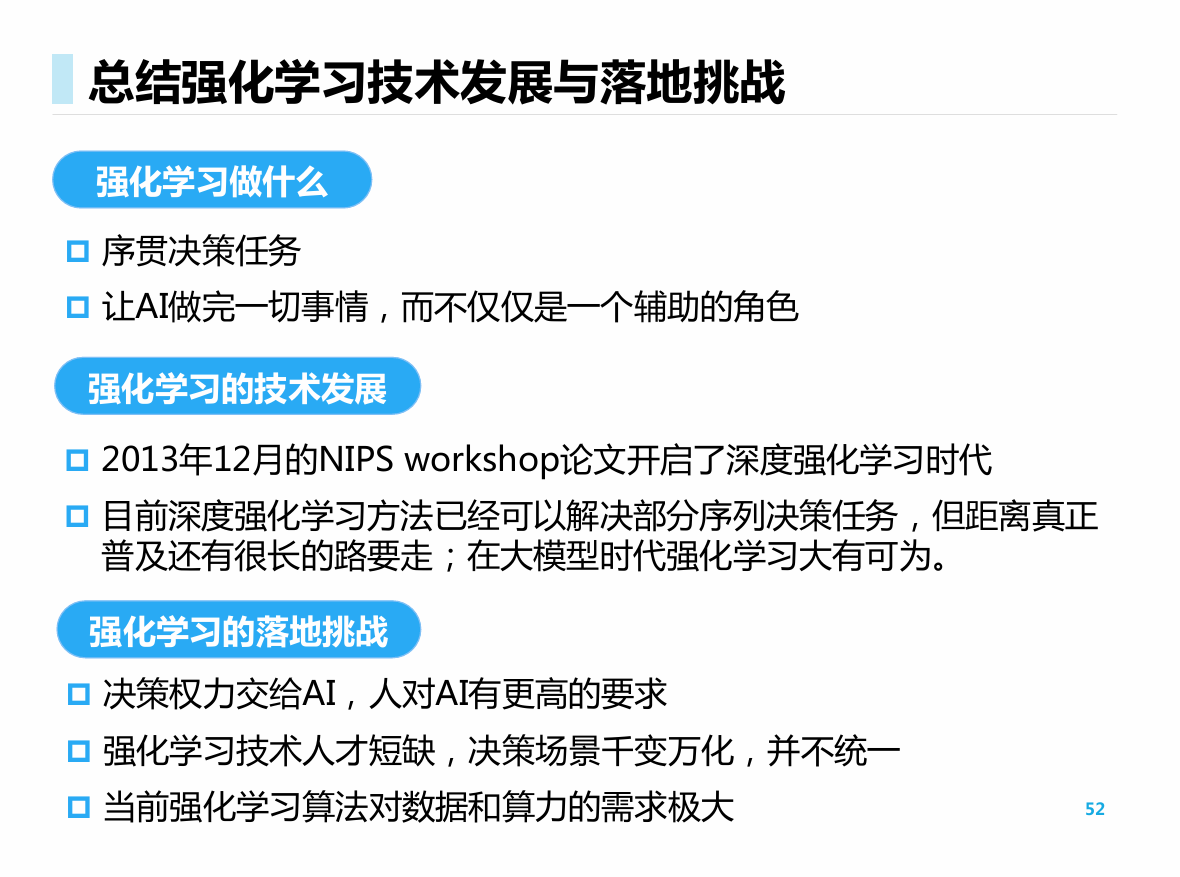 总结强化学习技术发展与落地挑战
强化学习做什么
序贯决策任务
让AI做完一切事情，而不仅仅是一个辅助的角色
强化学习的技术发展
2013年12月的NIPS workshop论文开启了深度强化学习时代
目前深度强化学习方法已经可以解决部分序列决策任务，但距离真正
普及还有很长的路要走；在大模型时代强化学习大有可为。
强化学习的落地挑战
决策权力交给AI，人对AI有更高的要求
强化学习技术人才短缺，决策场景千变万化，并不统一
当前强化学习算法对数据和算力的需求极大
52